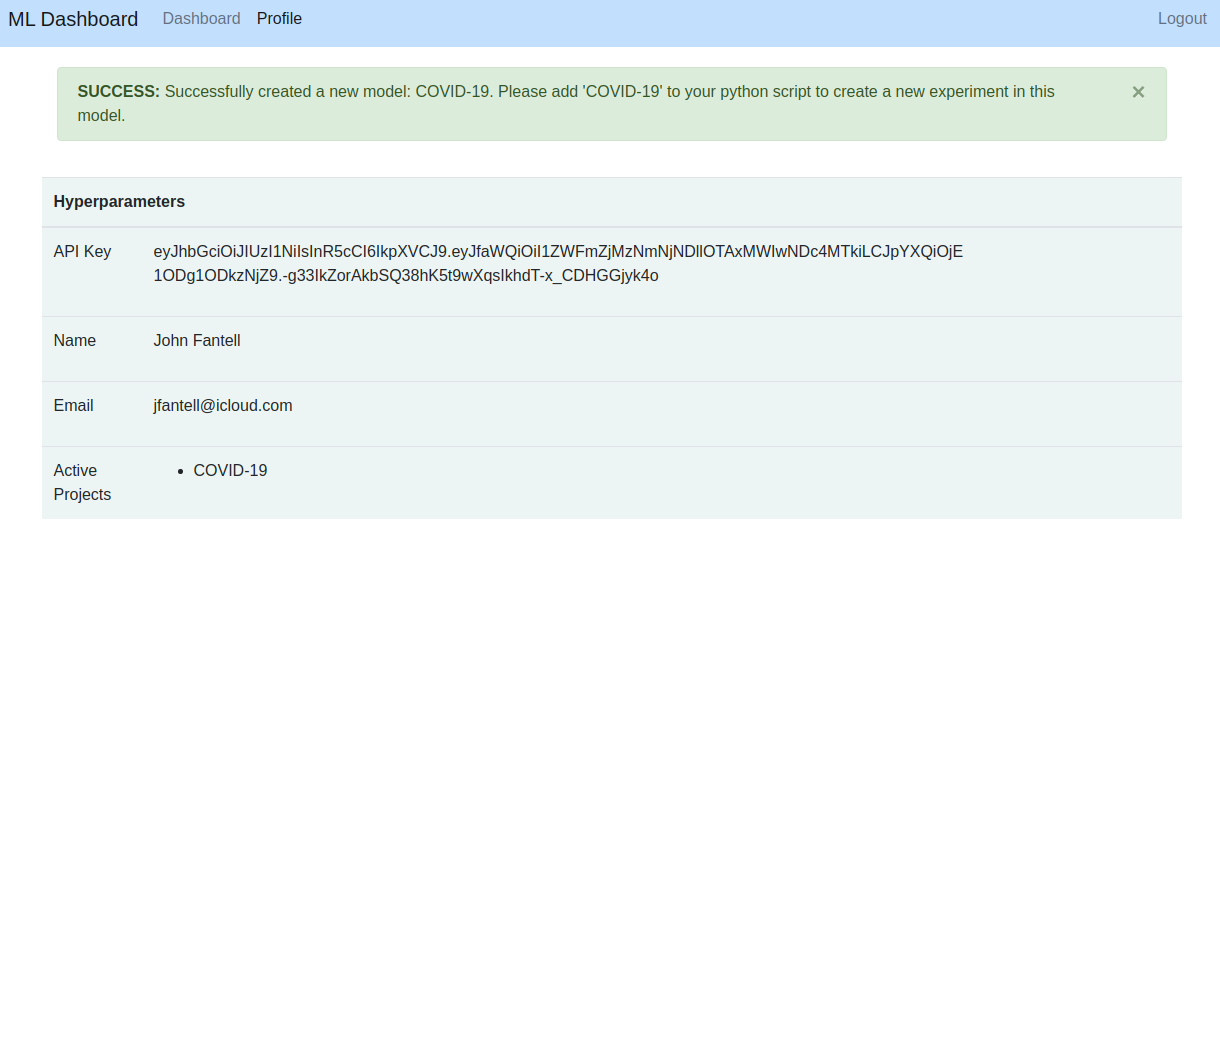 ML Dashboard Dashboard Profile Logout
SUCCESS: Successfully created a new model: COVID-19. Please add 'COVID-19' to your python script to create a new experiment in this ×
model.
Hyperparameters
API Key eyJhbGciOiJIUzI1NiIsInR5cCI6IkpXVCJ9.eyJfaWQiOiI1ZWFmZjMzNmNjNDllOTAxMWIwNDc4MTkiLCJpYXQiOjE
1ODg1ODkzNjZ9.-g33IkZorAkbSQ38hK5t9wXqsIkhdT-x_CDHGGjyk4o
Name John Fantell
Email jfantell@icloud.com
Active • COVID-19
Projects